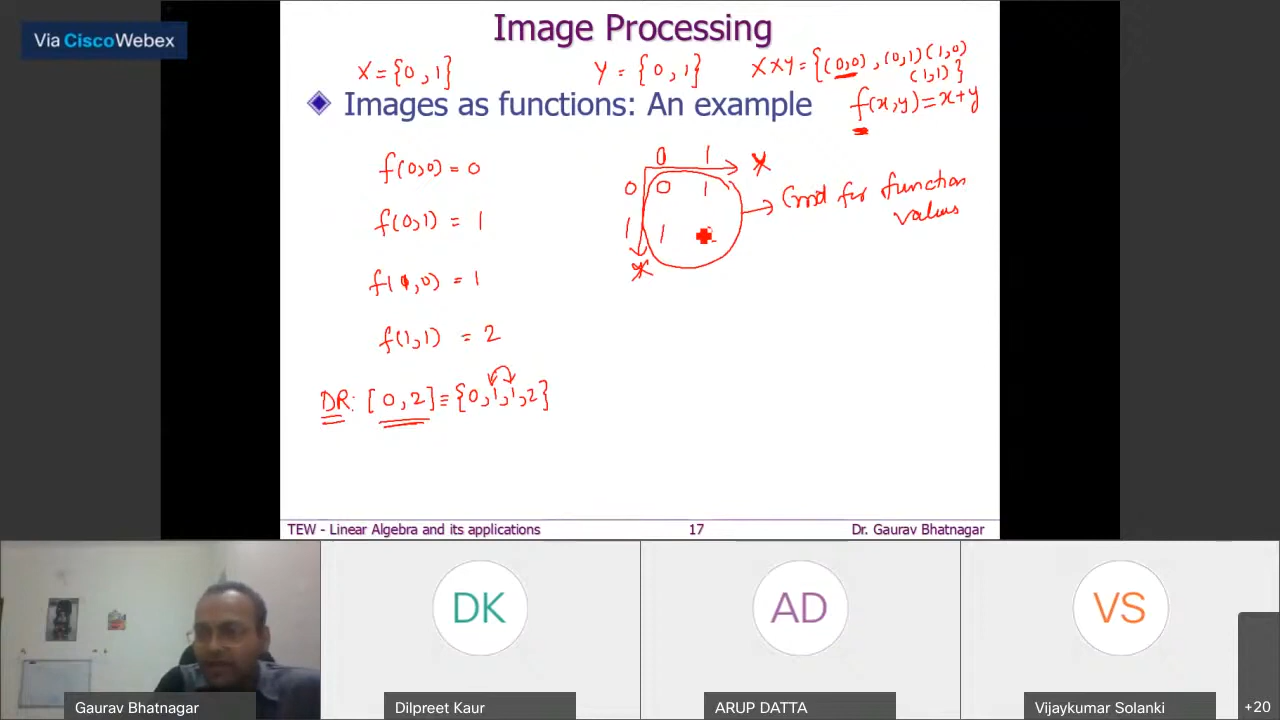 Via Cisco Webex
Image Processing
X = {0, 1}
Y = {0, 1}
X x Y = {(0,0), (0,1) (1,0)
(1,1)}
Images as functions: An example
f(x,y) = x+y
f(0,0) = 0
f(0,1) = 1
f(1,0) = 1
f(1,1) = 2
DR: [0, 2] ≡ {0, 1, 1, 2}
0 1
0 0 1
1 1
for function
values
TEW - Linear Algebra and its applications
17
Dr. Gaurav Bhatnagar
DK
AD
VS
Gaurav Bhatnagar
Dilpreet Kaur
ARUP DATTA
Vijaykumar Solanki
+20